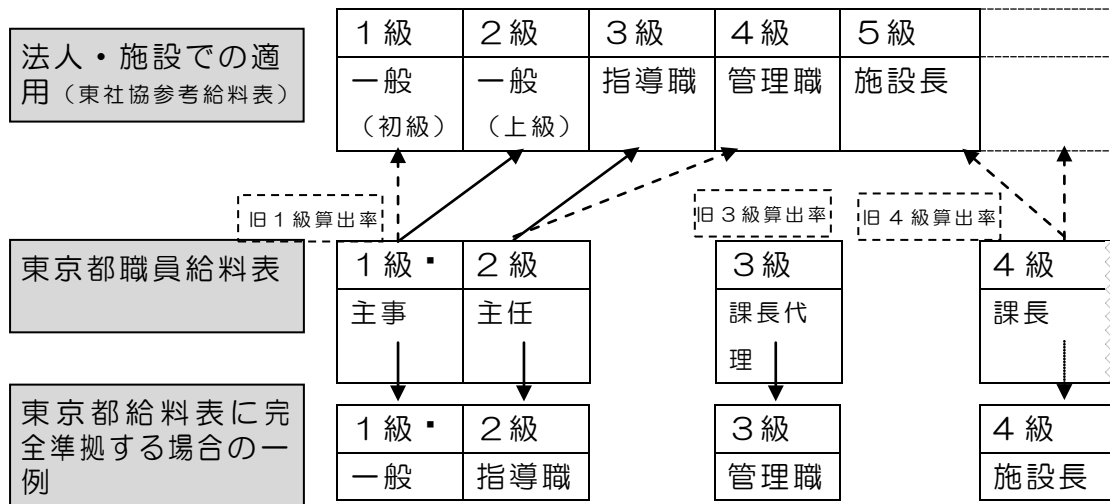 法人・施設での適
用（東社協参考給料表）
１級 ２級 ３級 ４級 ５級
一般 一般 指導職 管理職 施設長
（初級） （上級）
旧１級算出率 旧３級算出率 旧４級算出率
東京都職員給料表
１級 ２級 ３級 ４級
主事 主任 課長代 課長
理
東京都給料表に完
全準拠する場合の一
例
１級 ２級 ３級 ４級
一般 指導職 管理職 施設長